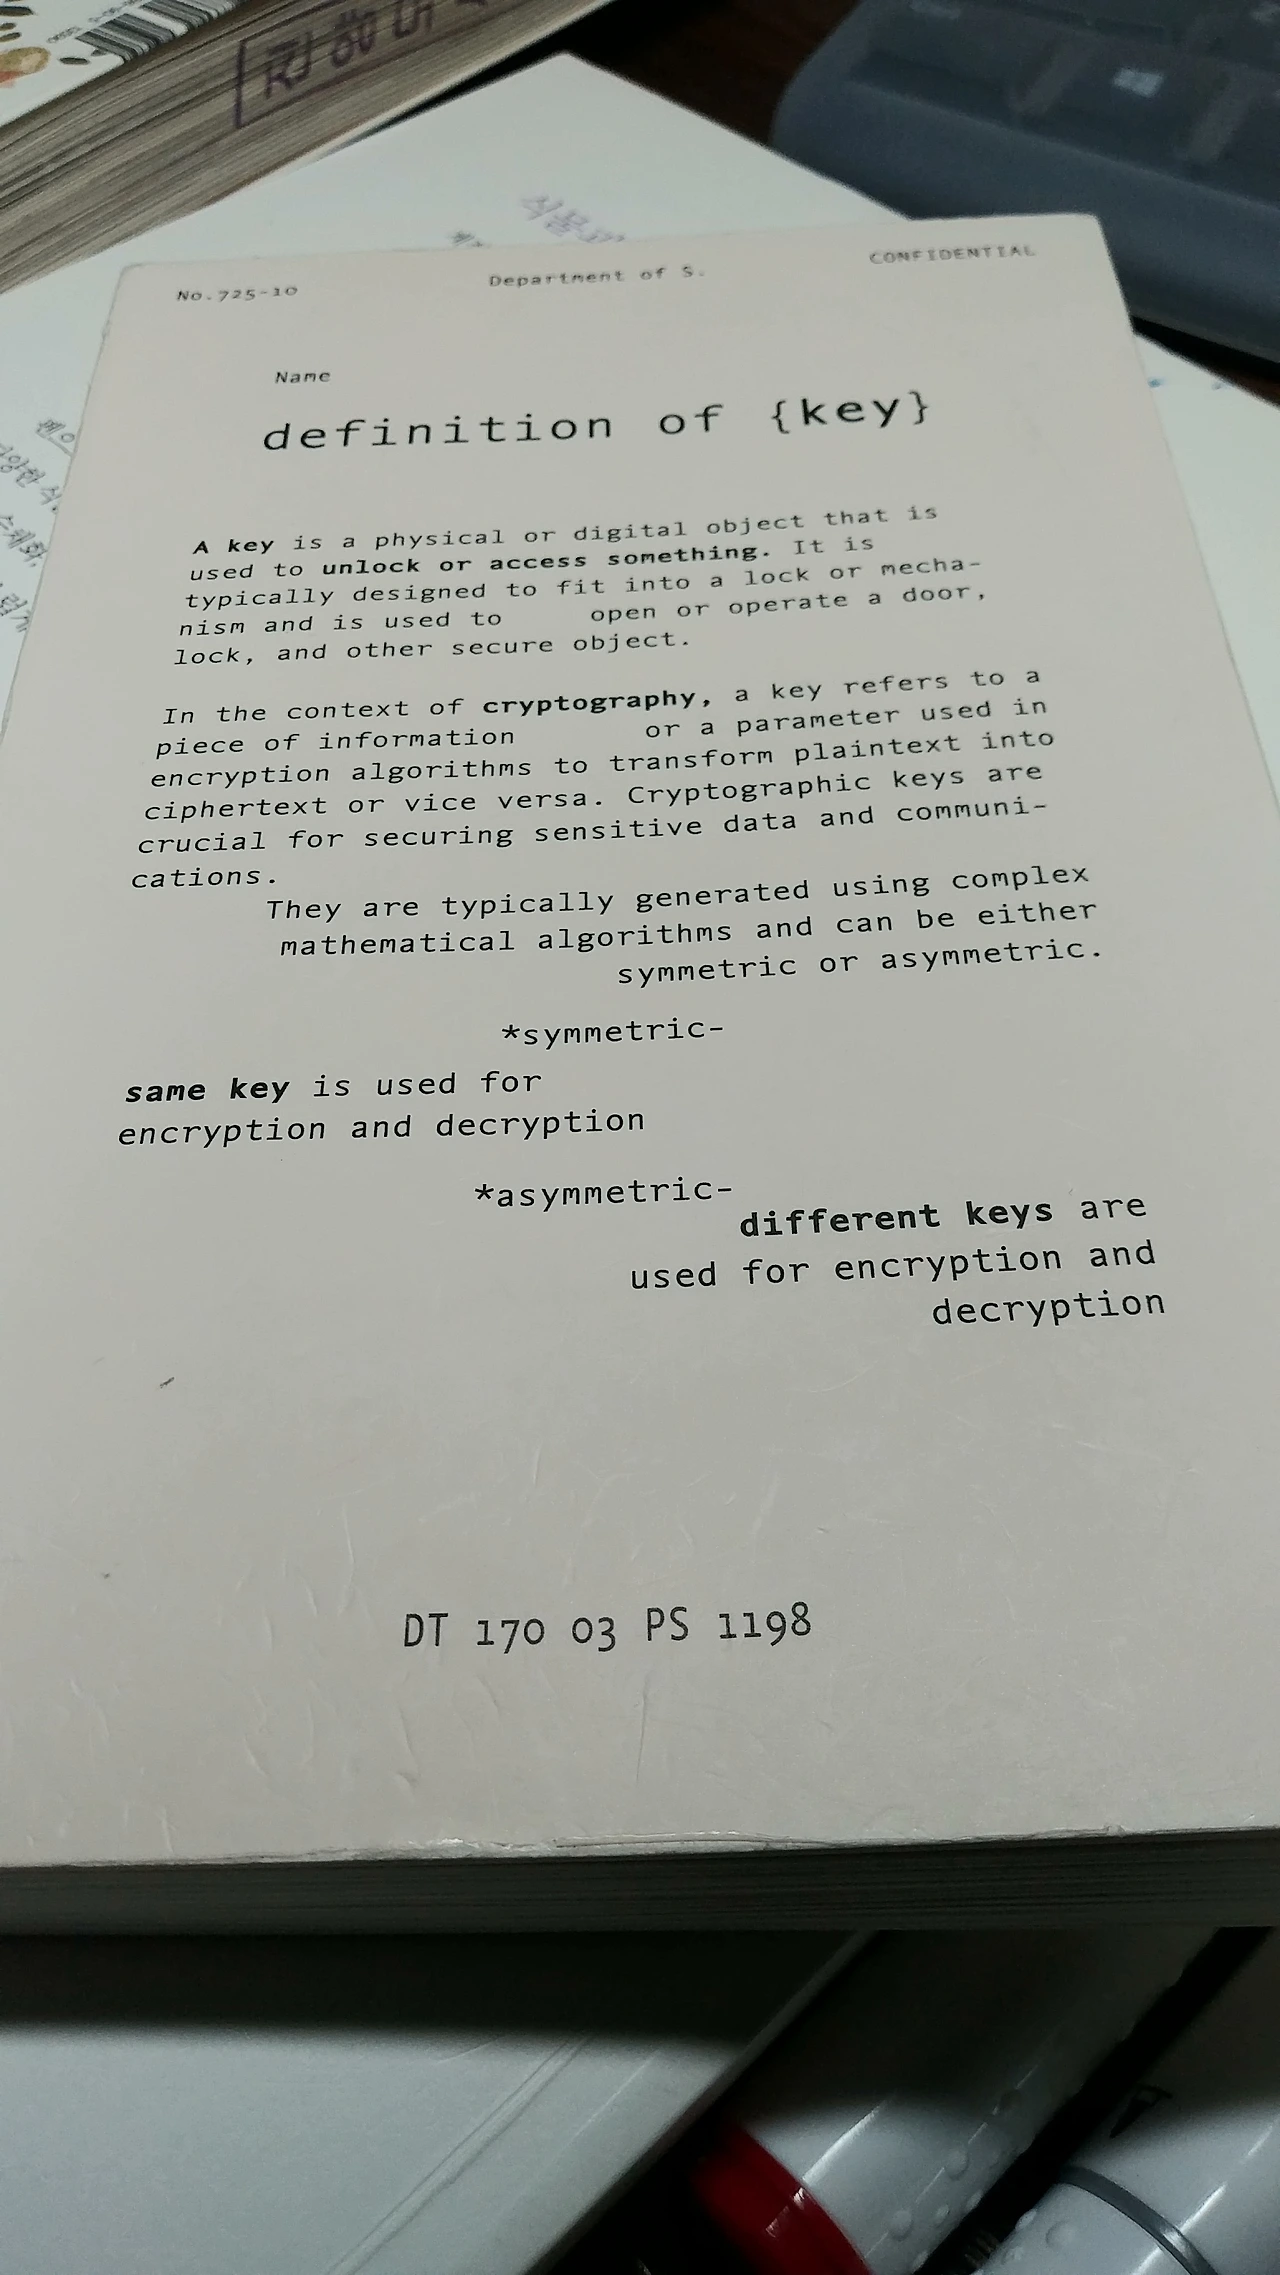 No.725-10
Department of S.
CONFIDENTIAL
Name
definition of {key}
A key is a physical or digital object that is
used to unlock or access something. It is
typically designed to fit into a lock or mecha-
nism and is used to open or operate a door,
lock, and other secure object.
In the context of cryptography, a key refers to a
piece of information or a parameter used in
encryption algorithms to transform plaintext into
ciphertext or vice versa. Cryptographic keys are
crucial for securing sensitive data and communi-
cations.
They are typically generated using complex
mathematical algorithms and can be either
symmetric or asymmetric.
*symmetric-
same key is used for
encryption and decryption
*asymmetric-
different keys are
used for encryption and
decryption
DT 170 03 PS 1198